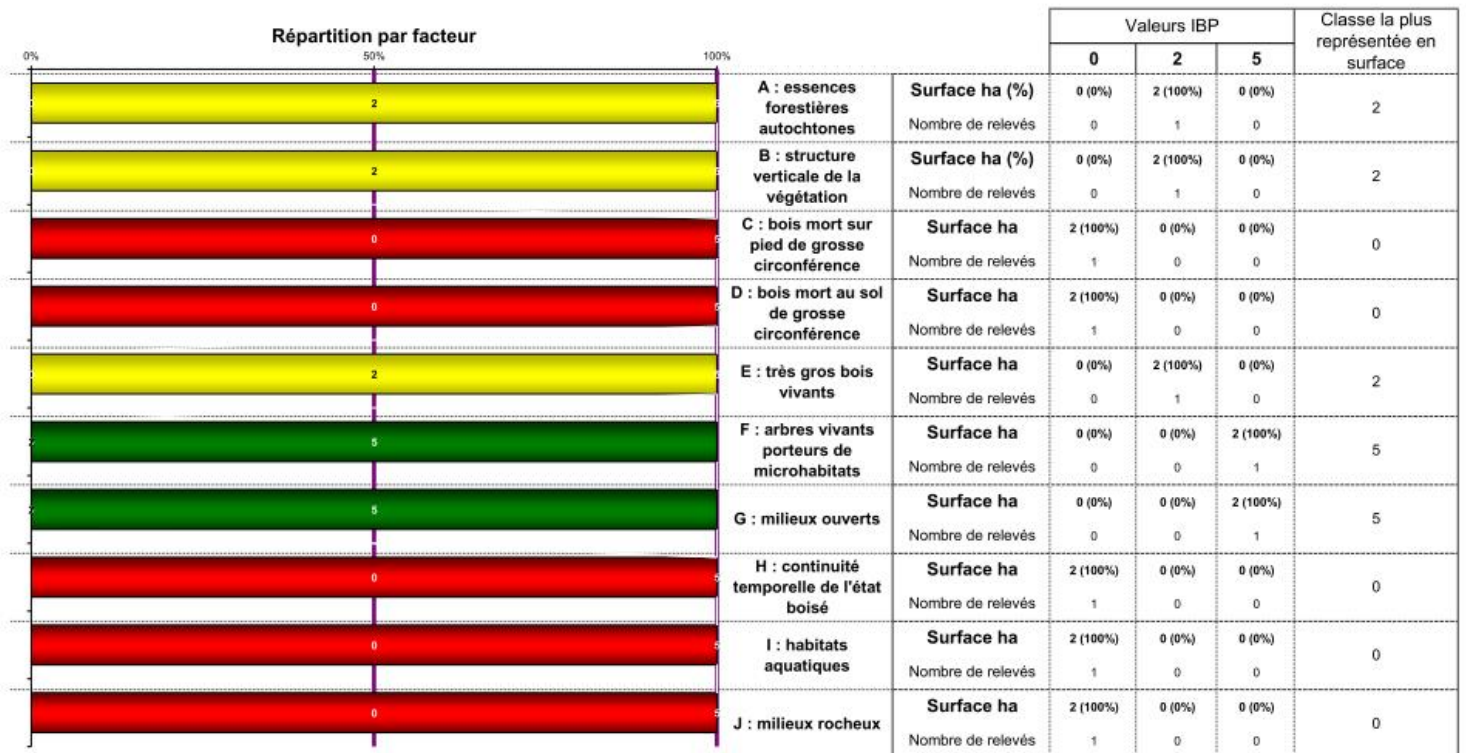 Répartition par facteur
0% 50% 100%
Valeurs IBP
0 2 5
Classe la plus
représentée en
surface
2
A : essences
forestières
autochtones
Surface ha (%) 0 (0%) 2 (100%) 0 (0%)
Nombre de relevés 0 1 0
2
2
B : structure
verticale de la
végétation
Surface ha (%) 0 (0%) 2 (100%) 0 (0%)
Nombre de relevés 0 1 0
2
0
C : bois mort sur
pied de grosse
circonférence
Surface ha 2 (100%) 0 (0%) 0 (0%)
Nombre de relevés 1 0 0
0
0
D : bois mort au sol
de grosse
circonférence
Surface ha 2 (100%) 0 (0%) 0 (0%)
Nombre de relevés 1 0 0
0
2
E : très gros bois
vivants
Surface ha 0 (0%) 2 (100%) 0 (0%)
Nombre de relevés 0 1 0
2
5
F : arbres vivants
porteurs de
microhabitats
Surface ha 0 (0%) 0 (0%) 2 (100%)
Nombre de relevés 0 0 1
5
5
G : milieux ouverts
Surface ha 0 (0%) 0 (0%) 2 (100%)
Nombre de relevés 0 0 1
5
0
H : continuité
temporelle de l'état
boisé
Surface ha 2 (100%) 0 (0%) 0 (0%)
Nombre de relevés 1 0 0
0
0
I : habitats
aquatiques
Surface ha 2 (100%) 0 (0%) 0 (0%)
Nombre de relevés 1 0 0
0
0
J : milieux rocheux
Surface ha 2 (100%) 0 (0%) 0 (0%)
Nombre de relevés 1 0 0
0